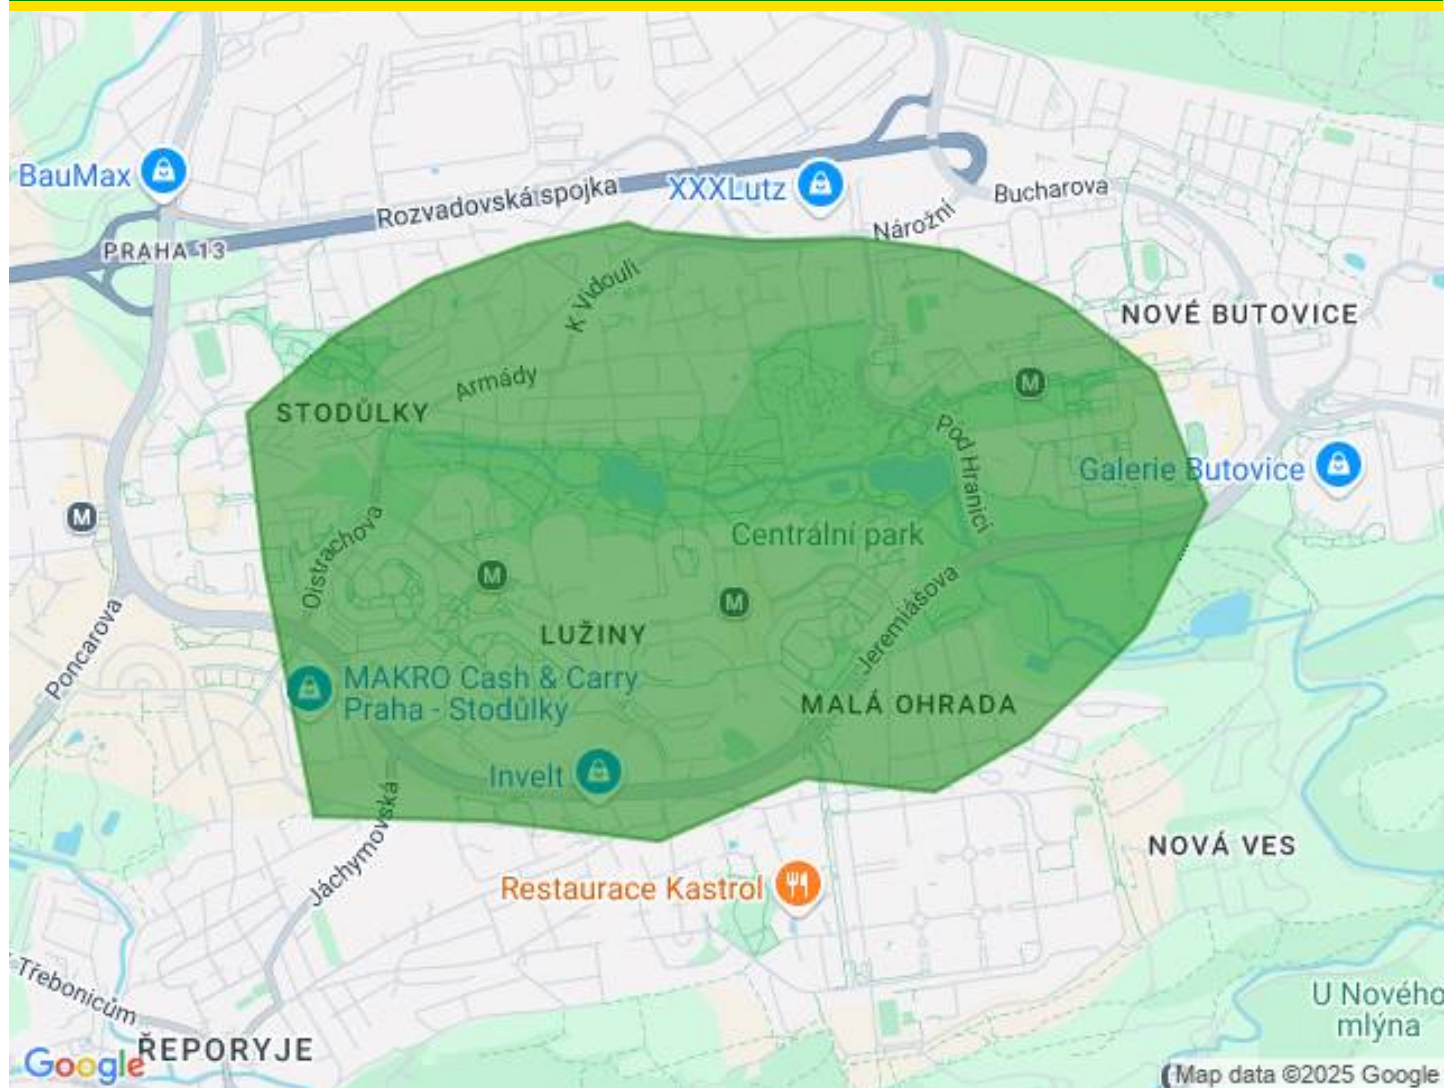 BauMax
Rozvadovská spojka
XXXLutz
Bucharova
Nárožní
PRAHA 13
K Vidouli
NOVÉ BUTOVICE
Armády
M
STODŮLKY
Pod Hranicí
Galerie Butovice
M
Oistrachova
Centrální park
M
M
Jeremiášova
Poncarova
LUŽINY
MAKRO Cash & Carry
Praha - Stodůlky
MALÁ OHRADA
Invelt
Jáchymovská
NOVÁ VES
Restaurace Kastrol
Třebonicům
U Nového
mlýna
ŘEPORYJE
Google
Map data ©2025 Google